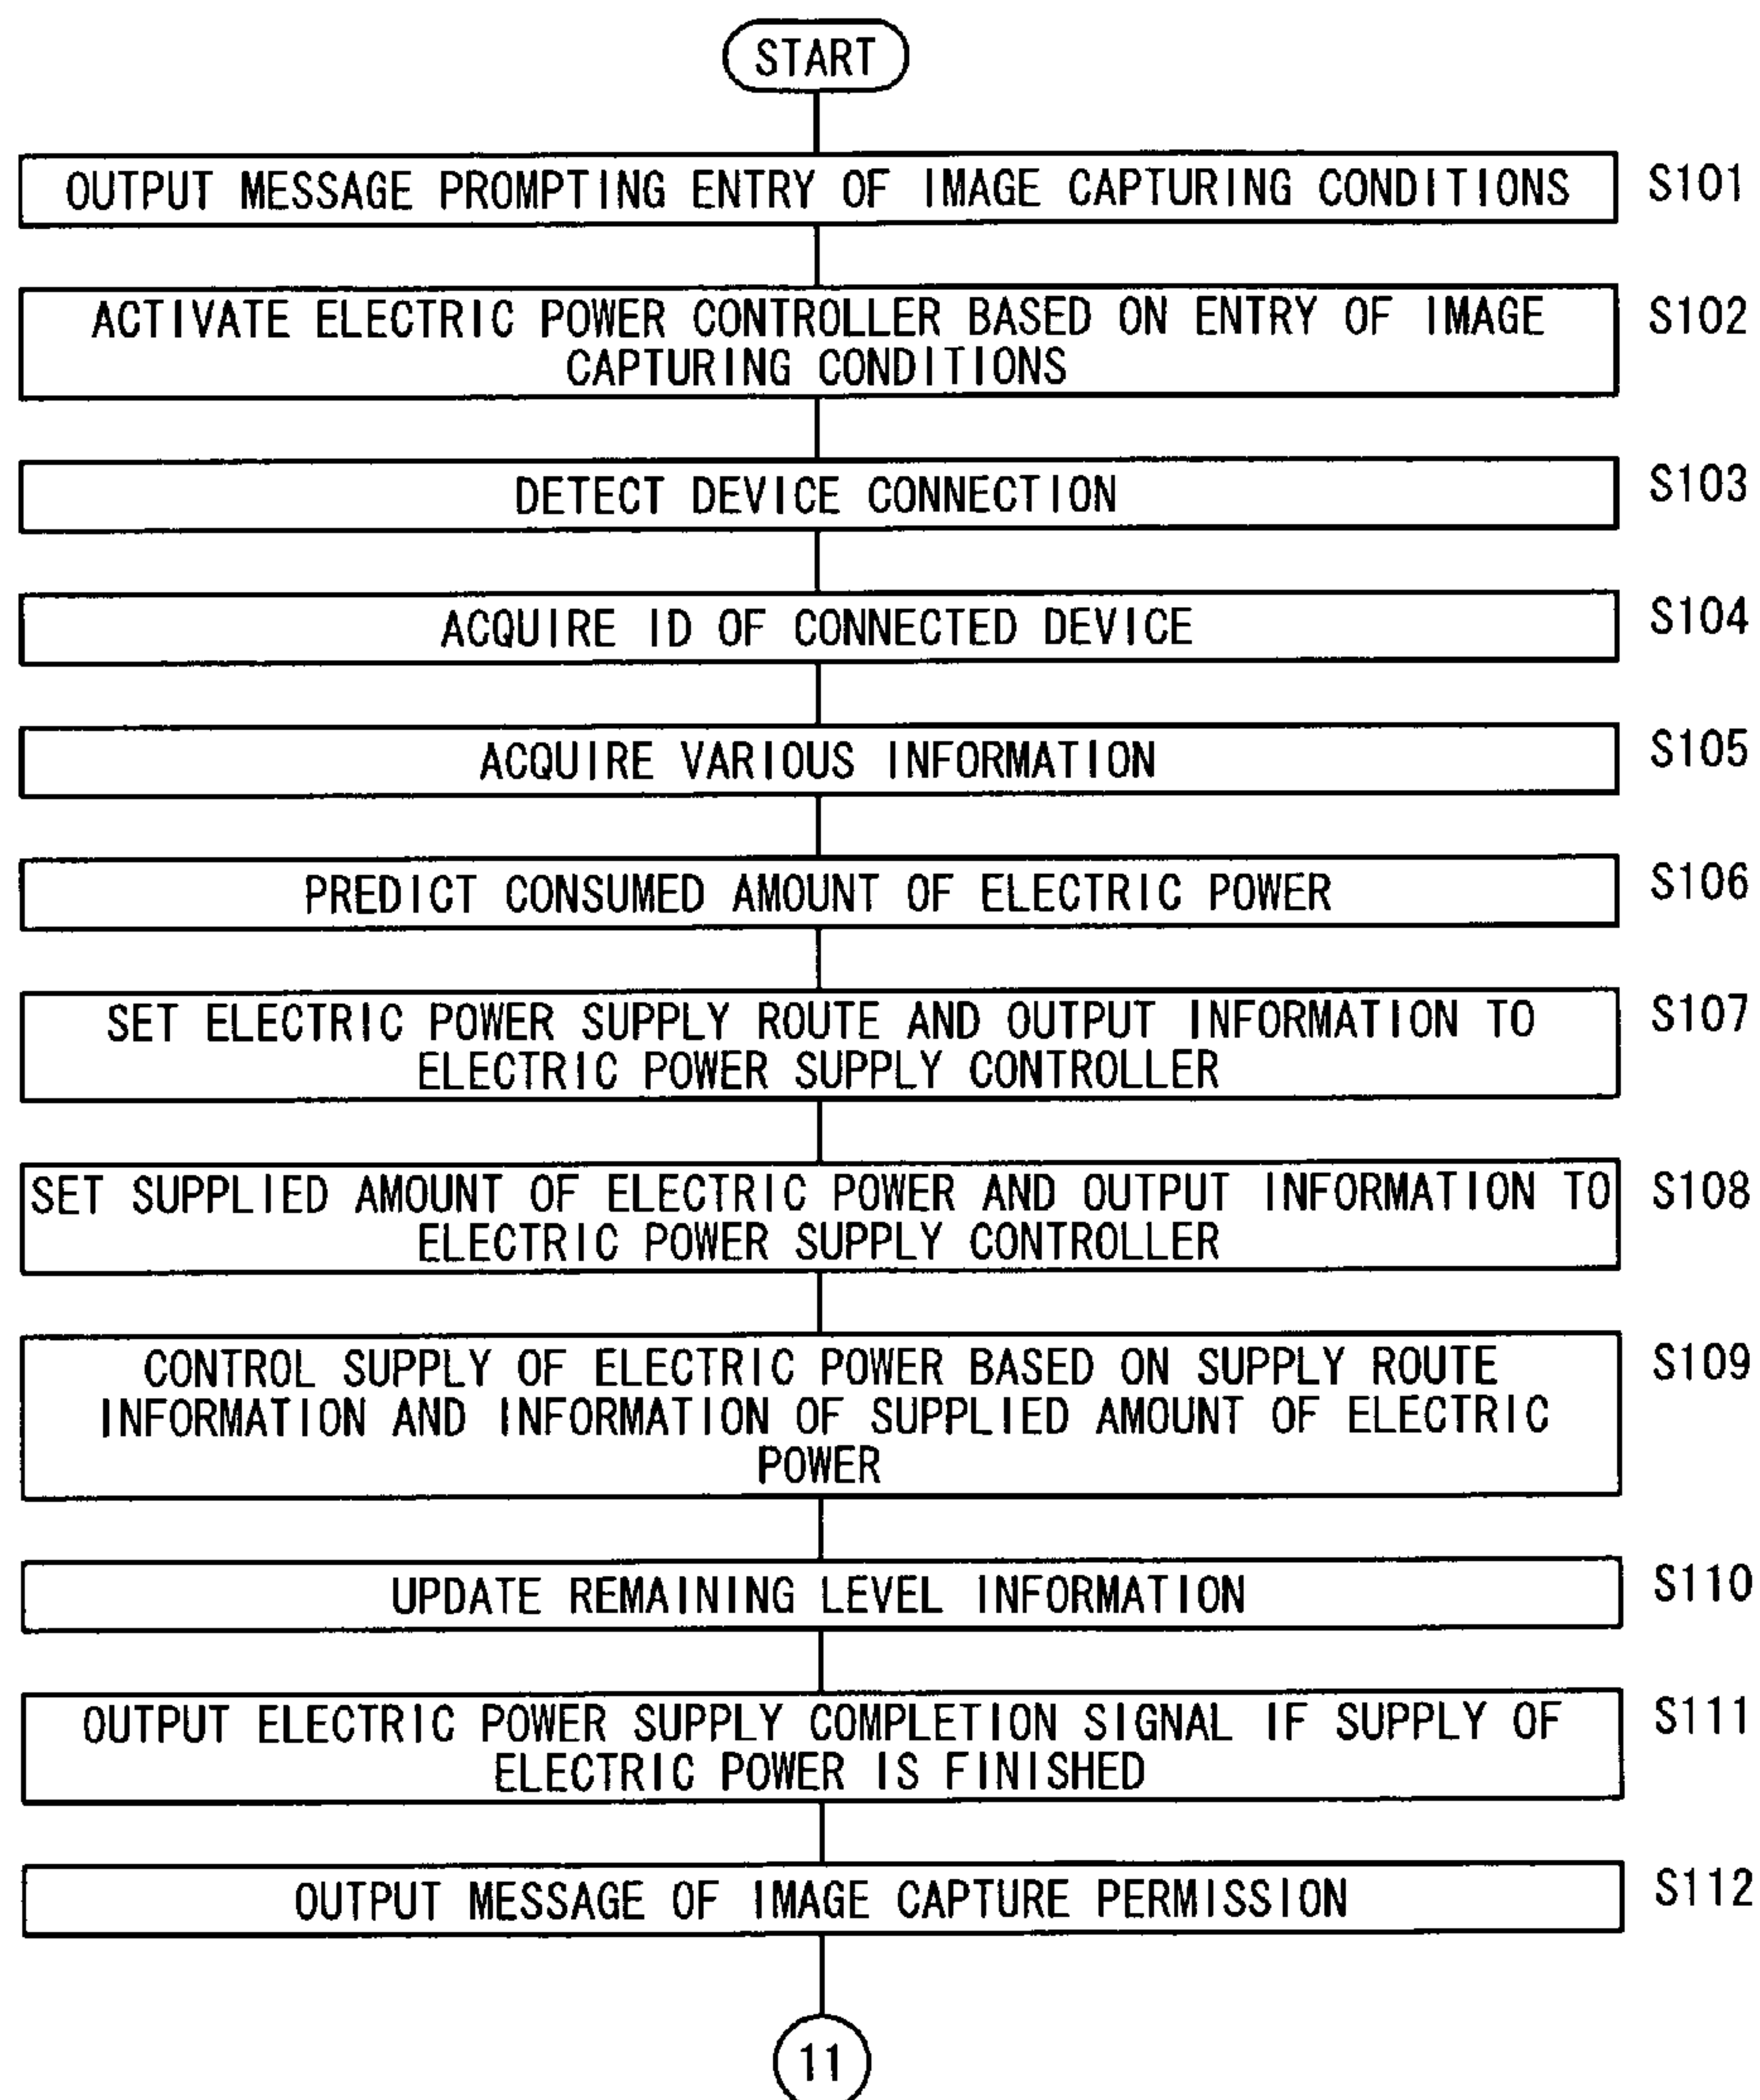 START
OUTPUT MESSAGE PROMPTING ENTRY OF IMAGE CAPTURING CONDITIONS
S101
ACTIVATE ELECTRIC POWER CONTROLLER BASED ON ENTRY OF IMAGE
CAPTURING CONDITIONS
S102
DETECT DEVICE CONNECTION
S103
ACQUIRE ID OF CONNECTED DEVICE
S104
ACQUIRE VARIOUS INFORMATION
S105
PREDICT CONSUMED AMOUNT OF ELECTRIC POWER
S106
SET ELECTRIC POWER SUPPLY ROUTE AND OUTPUT INFORMATION TO
ELECTRIC POWER SUPPLY CONTROLLER
S107
SET SUPPLIED AMOUNT OF ELECTRIC POWER AND OUTPUT INFORMATION TO
ELECTRIC POWER SUPPLY CONTROLLER
S108
CONTROL SUPPLY OF ELECTRIC POWER BASED ON SUPPLY ROUTE
INFORMATION AND INFORMATION OF SUPPLIED AMOUNT OF ELECTRIC
POWER
S109
UPDATE REMAINING LEVEL INFORMATION
S110
OUTPUT ELECTRIC POWER SUPPLY COMPLETION SIGNAL IF SUPPLY OF
ELECTRIC POWER IS FINISHED
S111
OUTPUT MESSAGE OF IMAGE CAPTURE PERMISSION
S112
11